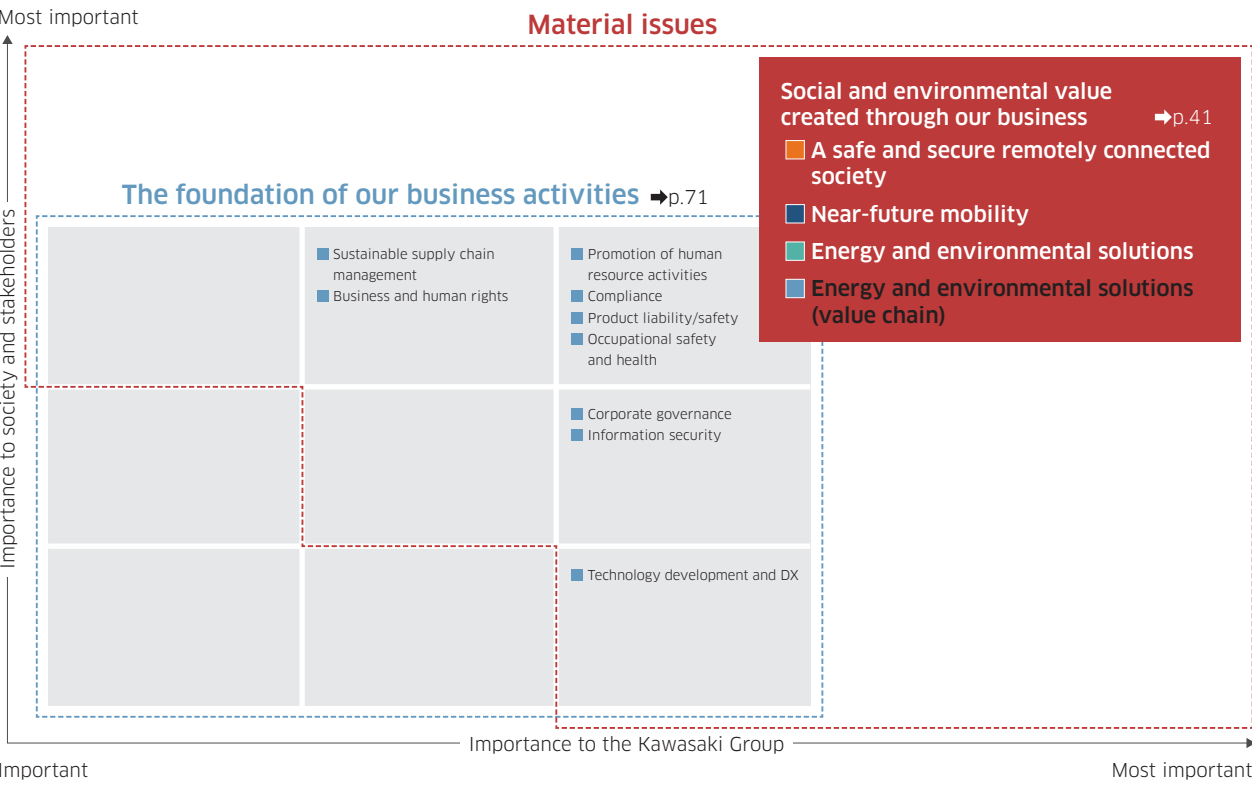 Most important
Material issues
Social and environmental value
created through our business ➡p.41
A safe and secure remotely connected
society
Near-future mobility
Energy and environmental solutions
Energy and environmental solutions
(value chain)
The foundation of our business activities ➡p.71
Sustainable supply chain
management
Business and human rights
Promotion of human
resource activities
Compliance
Product liability/safety
Occupational safety
and health
Corporate governance
Information security
Technology development and DX
Importance to society and stakeholders
Importance to the Kawasaki Group
Important
Most important